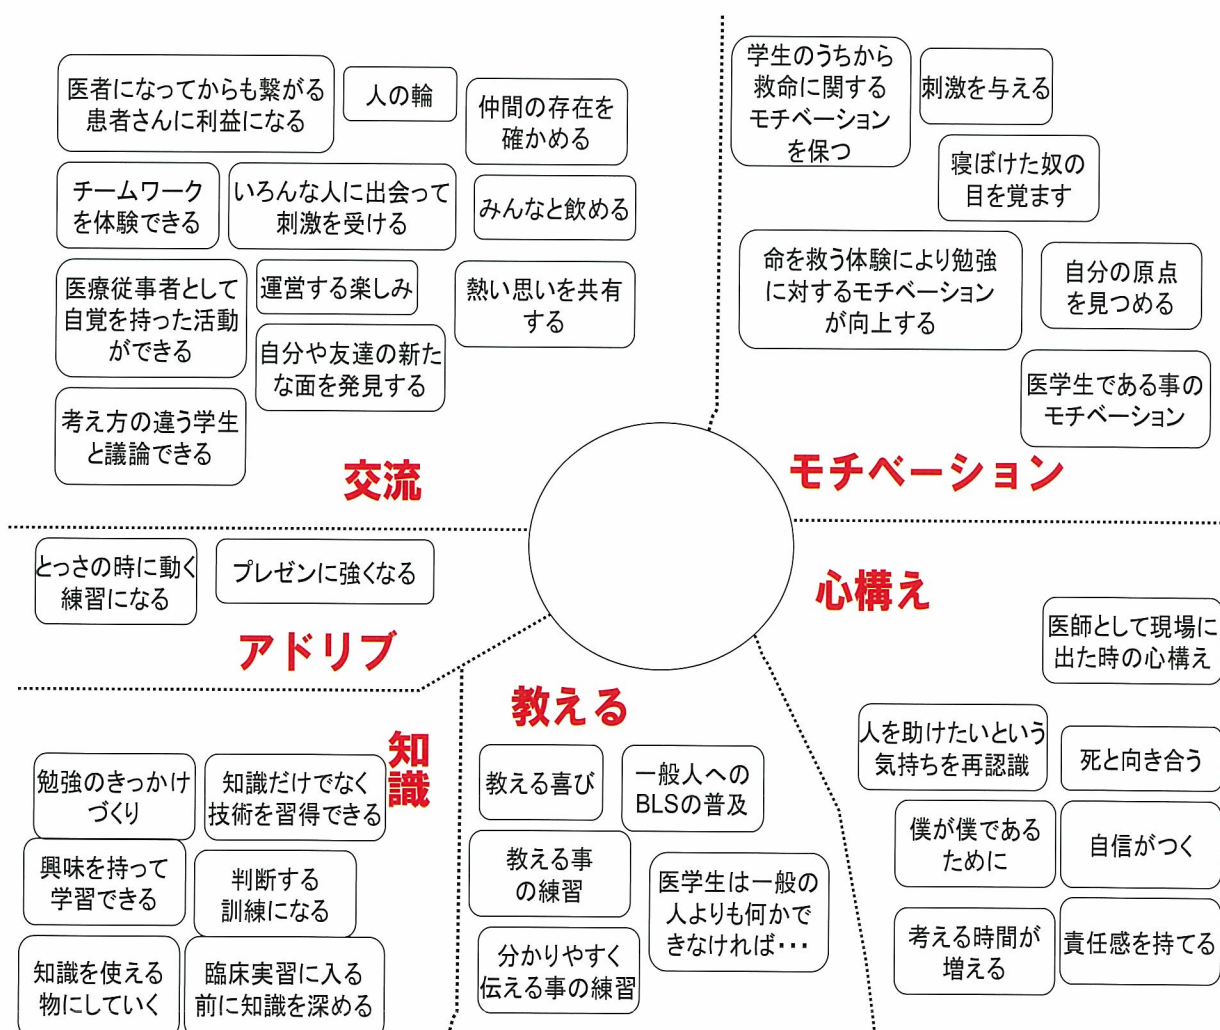 医者になってからも繋がる
患者さんに利益になる
人の輪
仲間の存在を
確かめる
チームワーク
を体験できる
いろんな人に出会って
刺激を受ける
みんなと飲める
医療従事者として
自覚を持った活動
ができる
運営する楽しみ
熱い思いを共有
する
自分や友達の新た
な面を発見する
考え方の違う学生
と議論できる
交流
学生のうちから
救命に関する
モチベーション
を保つ
刺激を与える
寝ぼけた奴の
目を覚ます
命を救う体験により勉強
に対するモチベーション
が向上する
自分の原点
を見つめる
医学生である事の
モチベーション
モチベーション
とっさの時に動く
練習になる
プレゼンに強くなる
アドリブ
心構え
医師として現場に
出た時の心構え
人を助けたいという
気持ちを再認識
死と向き合う
僕が僕である
ために
自信がつく
考える時間が
増える
責任感を持てる
教える
教える喜び
一般人への
BLSの普及
教える事
の練習
医学生は一般の
人よりも何かで
きなければ・・・
分かりやすく
伝える事の練習
知
識
勉強のきっかけ
づくり
知識だけでなく
技術を習得できる
興味を持って
学習できる
判断する
訓練になる
知識を使える
物にしていく
臨床実習に入る
前に知識を深める